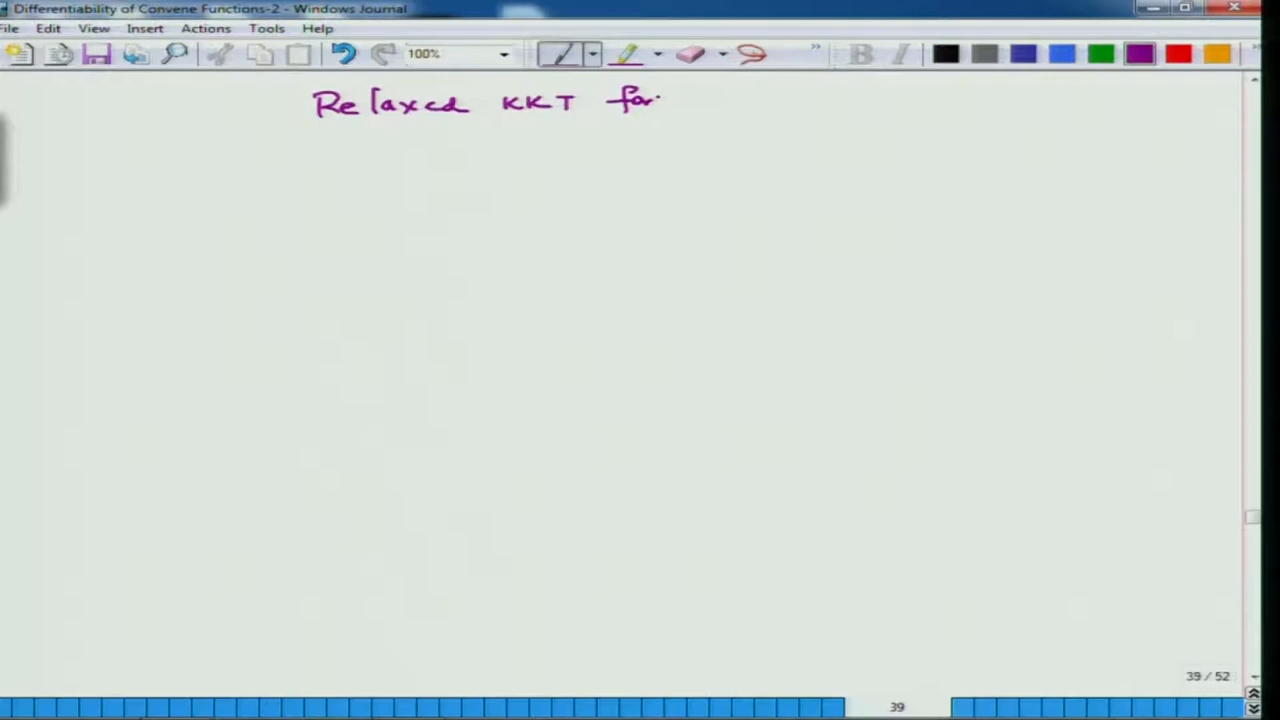 Differentiability of Convene Functions-2 - Windows Journal
File Edit View Insert Actions Tools Help
100%
B I
Relaxed KKT for
39 / 52
39